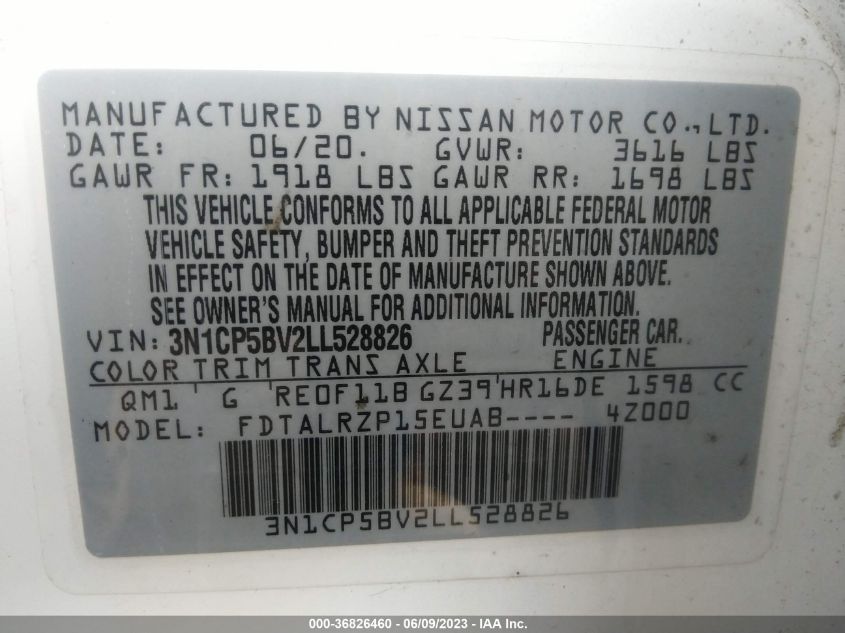 MANUFACTURED BY NISSAN MOTOR CO., LTD.
DATE: 06/20. GVWR: 3616 LBS
GAWR FR: 1918 LBS GAWR RR: 1698 LBS
THIS VEHICLE CONFORMS TO ALL APPLICABLE FEDERAL MOTOR
VEHICLE SAFETY, BUMPER AND THEFT PREVENTION STANDARDS
IN EFFECT ON THE DATE OF MANUFACTURE SHOWN ABOVE.
SEE OWNER'S MANUAL FOR ADDITIONAL INFORMATION.
VIN: 3N1CP5BV2LL528826 PASSENGER CAR.
COLOR TRIM TRANS AXLE ENGINE
QM1 ' G ' RE0F11B GZ39 ' HR16DE 1598 CC
MODEL: FDTALRZP15EUAB---- 4Z000
3N1CP5BV2LL528826
000-36826460 - 06/09/2023 - IAA Inc.